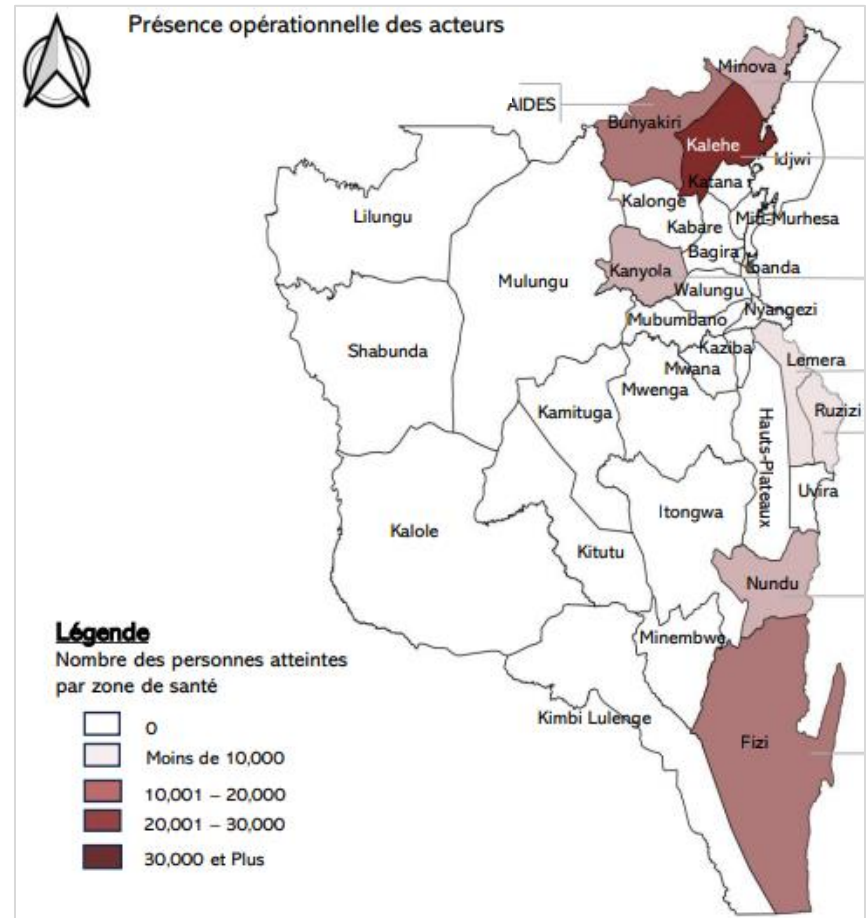 Présence opérationnelle des acteurs
Minova
AIDES
Bunyakiri
Kalehe
Idjwi
Katana
Lilungu
Kalonge
Miti-Murhesa
Kabare
Bagira
Kanyola
Ibanda
Mulungu
Walungu
Nyangezi
Mubumbano
Shabunda
Kaziba
Lemera
Mwana
Mwenga
Kamituga
Ruzizi
Hauts-Plateaux
Uvira
Itongwa
Kalole
Kitutu
Nundu
Légende
Minembwe
Nombre des personnes atteintes
par zone de santé
Kimbi Lulenge
0
Fizi
Moins de 10,000
10,001 – 20,000
20,001 – 30,000
30,000 et Plus